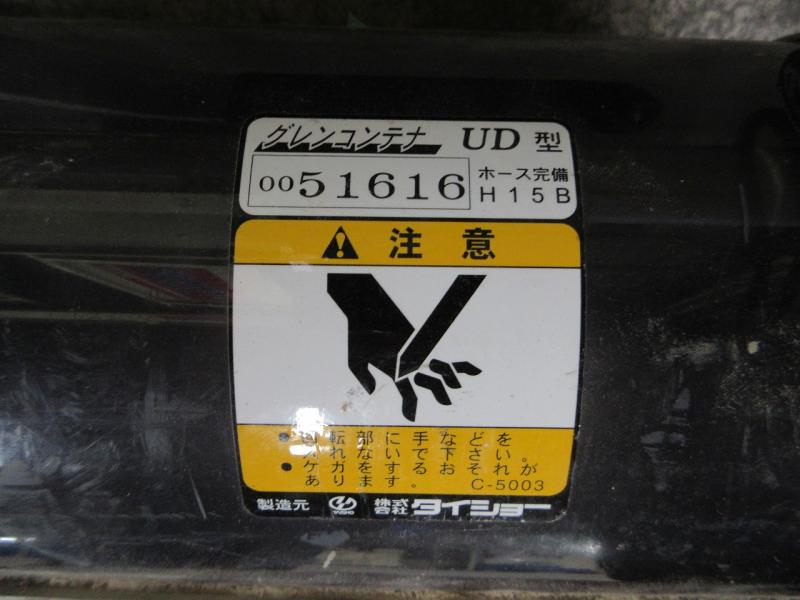 グレンコンテナ UD型
0051616
ホース完備
H15B
注意
回転部に手などを
入れないで下さい。
ケガをするおそれが
あります。 C-5003
製造元 TAISHO 株式会社 タイショー